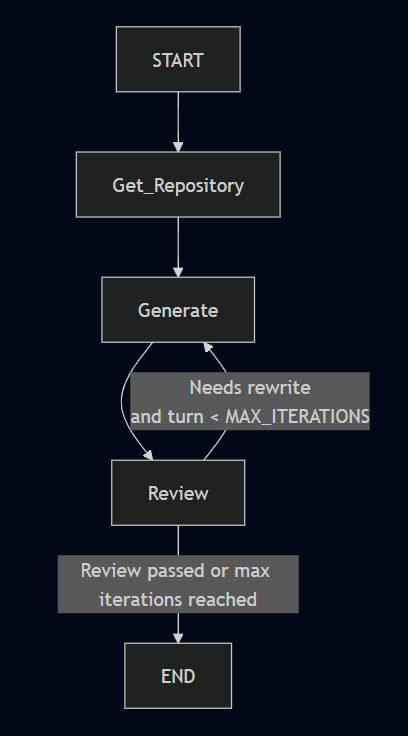 START
Get_Repository
Generate
Needs rewrite
and turn < MAX_ITERATIONS
Review
Review passed or max
iterations reached
END